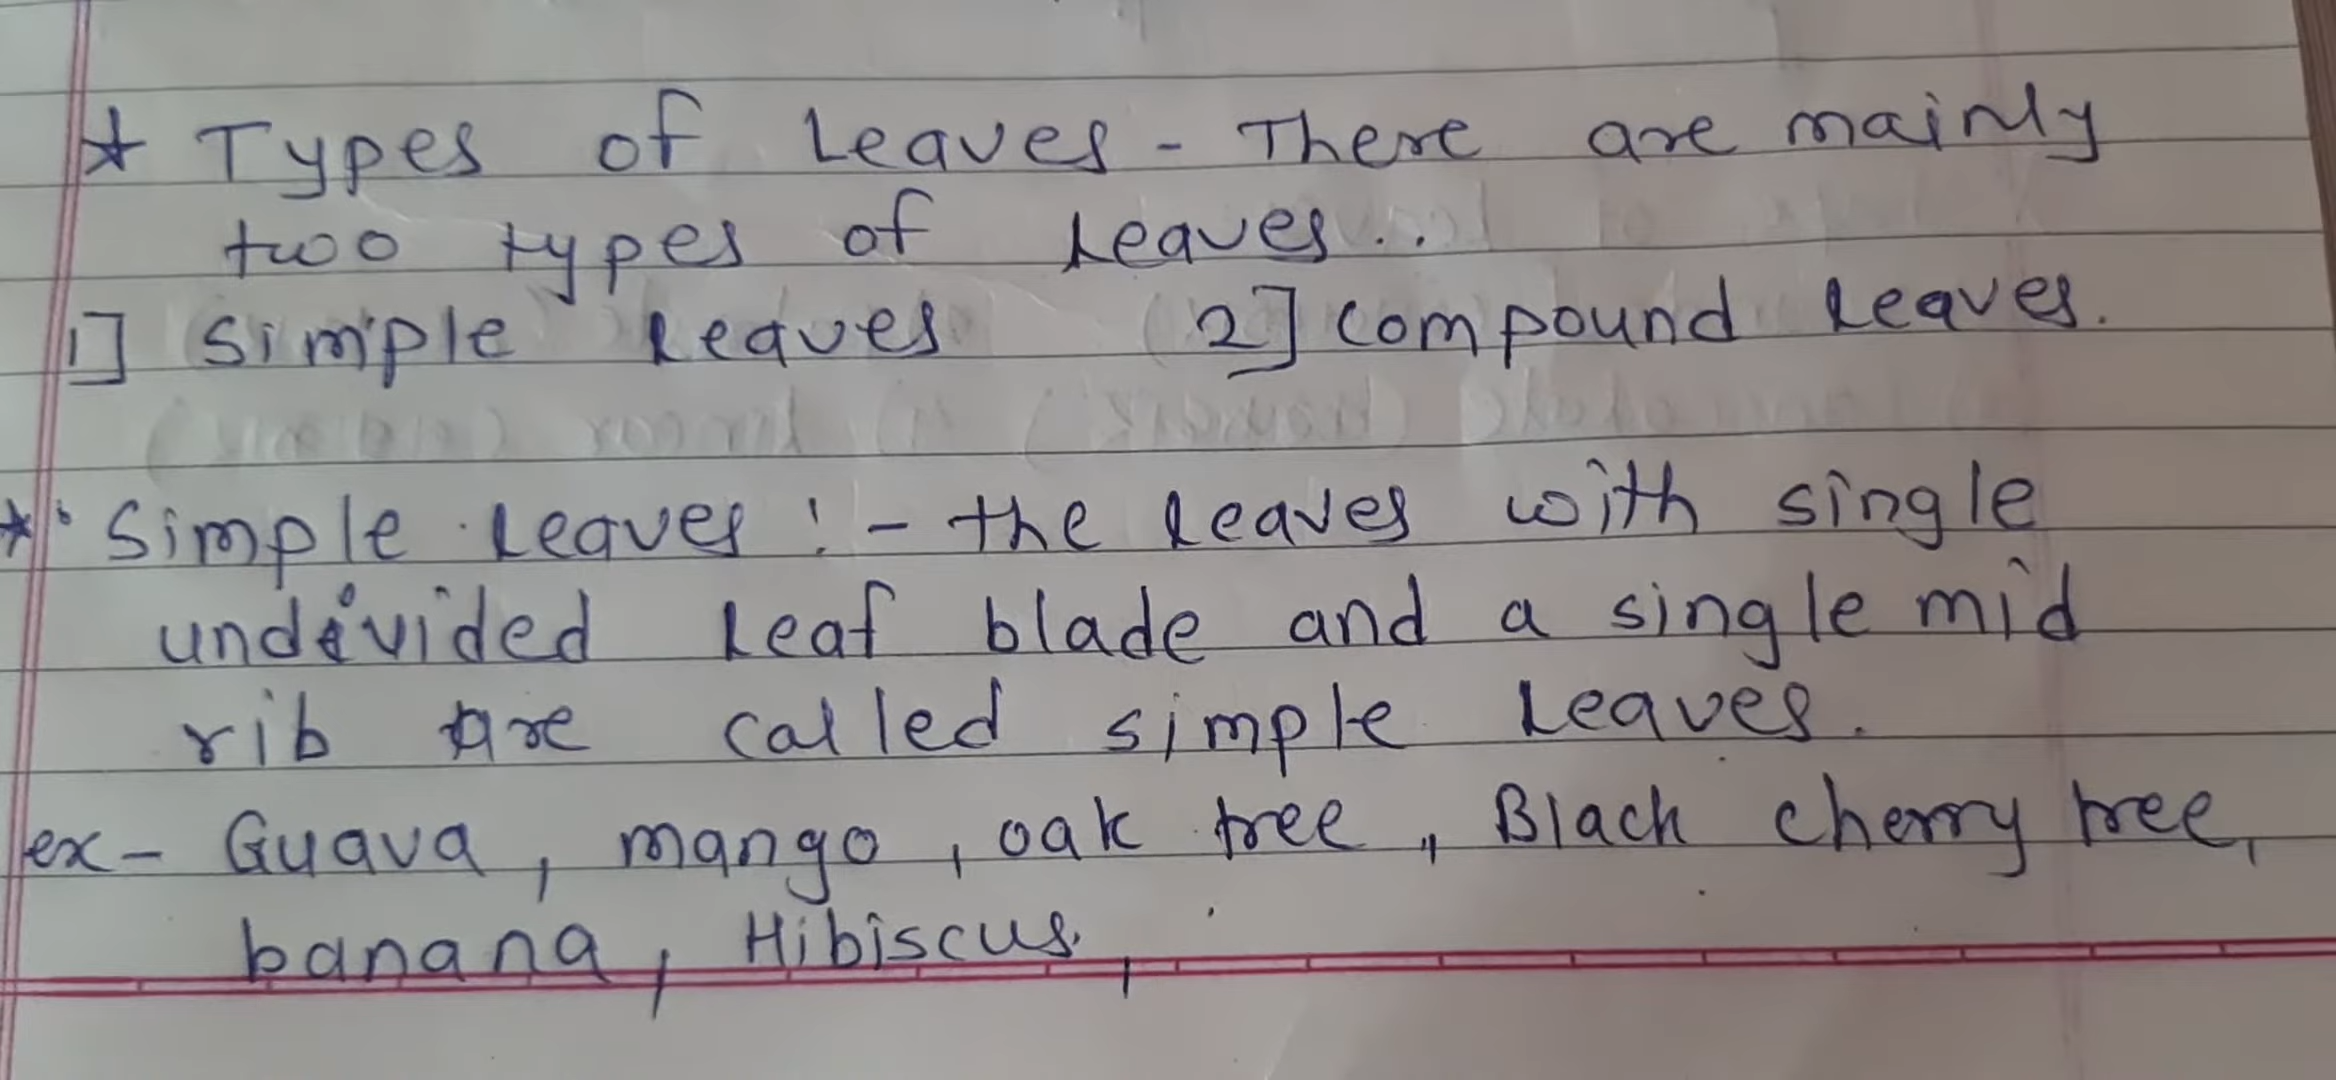 * Types of Leaves - There are mainly
two types of Leaves..
1] Simple Leaves 2] Compound Leaves.
* Simple Leaves :- the Leaves with single
undivided Leaf blade and a single mid
rib are called simple Leaves.
ex- Guava, mango, oak tree, Black cherry tree,
banana, Hibiscus,